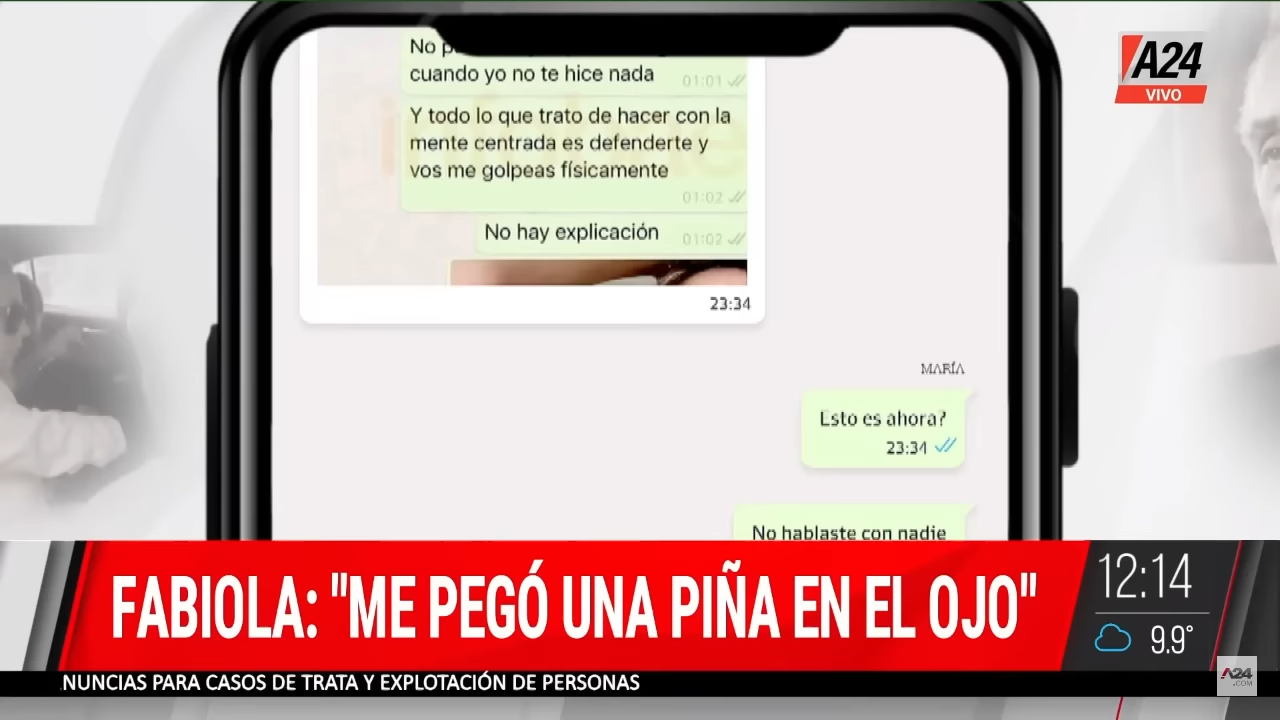 No
cuando yo no te hice nada
01:01
Y todo lo que trato de hacer con la
mente centrada es defenderte y
vos me golpeas físicamente
01:02
No hay explicación
01:02
23:34
MARÍA
Esto es ahora?
23:34
No hablaste con nadie
A24
VIVO
FABIOLA: "ME PEGÓ UNA PIÑA EN EL OJO"
12:14
9.9°
NUNCIAS PARA CASOS DE TRATA Y EXPLOTACIÓN DE PERSONAS
A24
.COM